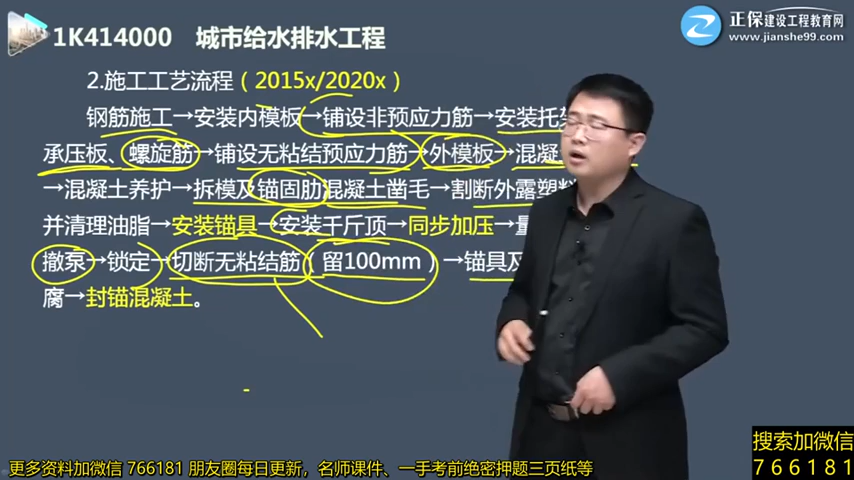 1K414000 城市给水排水工程
正保建设工程教育网
www.jianshe99.com
2.施工工艺流程（2015x/2020x）
钢筋施工→安装内模板→铺设非预应力筋→安装托架
承压板、螺旋筋→铺设无粘结预应力筋→外模板→混凝
→混凝土养护→拆模及锚固肋混凝土凿毛→割断外露塑料
并清理油脂→安装锚具→安装千斤顶→同步加压→量
撤泵→锁定→切断无粘结筋（留100mm）→锚具及
腐→封锚混凝土。
搜索加微信
766181
更多资料加微信 766181 朋友圈每日更新，名师课件、一手考前绝密押题三页纸等